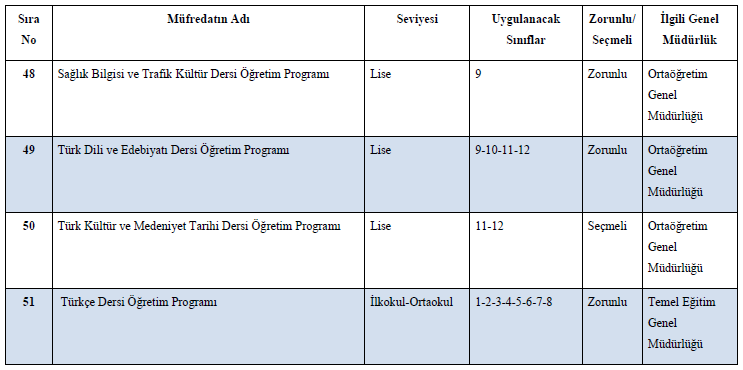 Sıra No	Müfredatın Adı	Seviyesi	Uygulanacak Sınıflar	Zorunlu/ Seçmeli	İlgili Genel Müdürlük
48	Sağlık Bilgisi ve Trafik Kültür Dersi Öğretim Programı	Lise	9	Zorunlu	Ortaöğretim Genel Müdürlüğü
49	Türk Dili ve Edebiyatı Dersi Öğretim Programı	Lise	9-10-11-12	Zorunlu	Ortaöğretim Genel Müdürlüğü
50	Türk Kültür ve Medeniyet Tarihi Dersi Öğretim Programı	Lise	11-12	Seçmeli	Ortaöğretim Genel Müdürlüğü
51	Türkçe Dersi Öğretim Programı	İlkokul-Ortaokul	1-2-3-4-5-6-7-8	Zorunlu	Temel Eğitim Genel Müdürlüğü